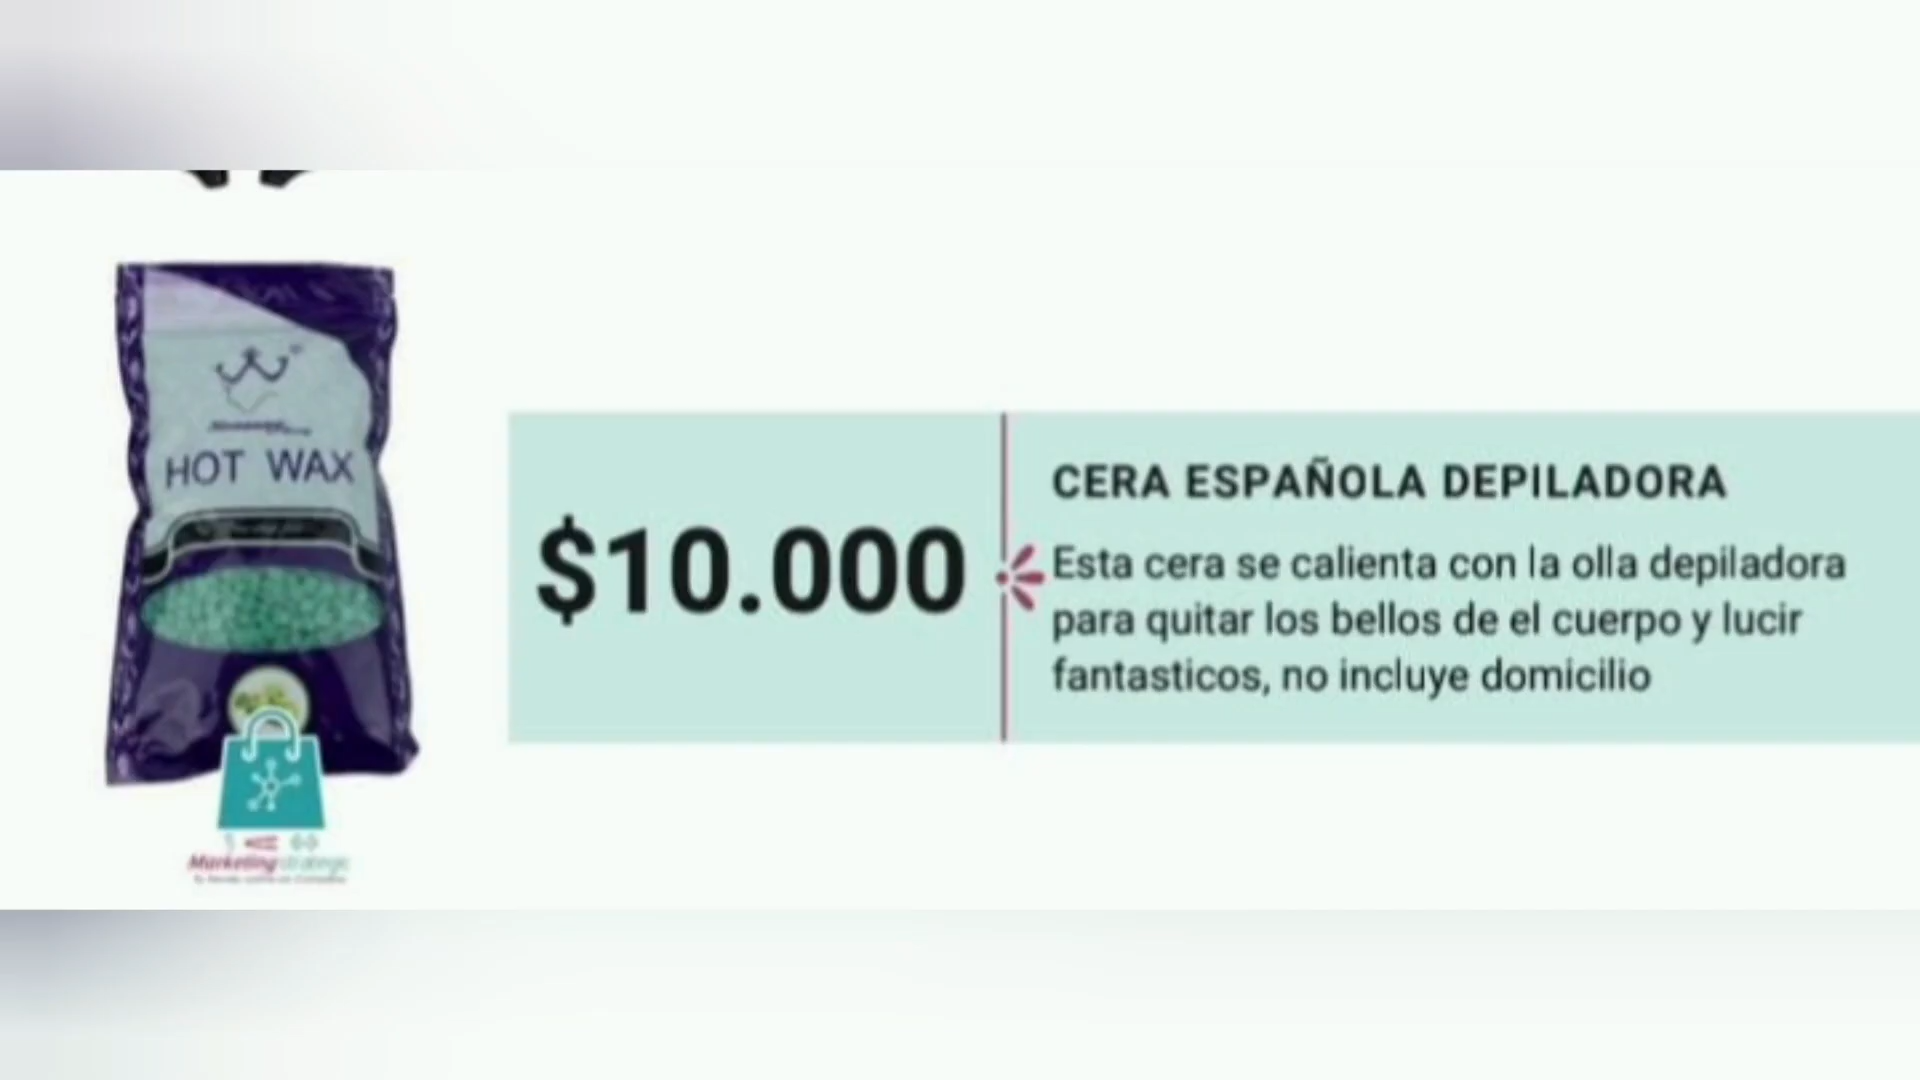 HOT WAX
$10.000
CERA ESPAÑOLA DEPILADORA
Esta cera se calienta con la olla depiladora
para quitar los bellos de el cuerpo y lucir
fantasticos, no incluye domicilio
Marketing